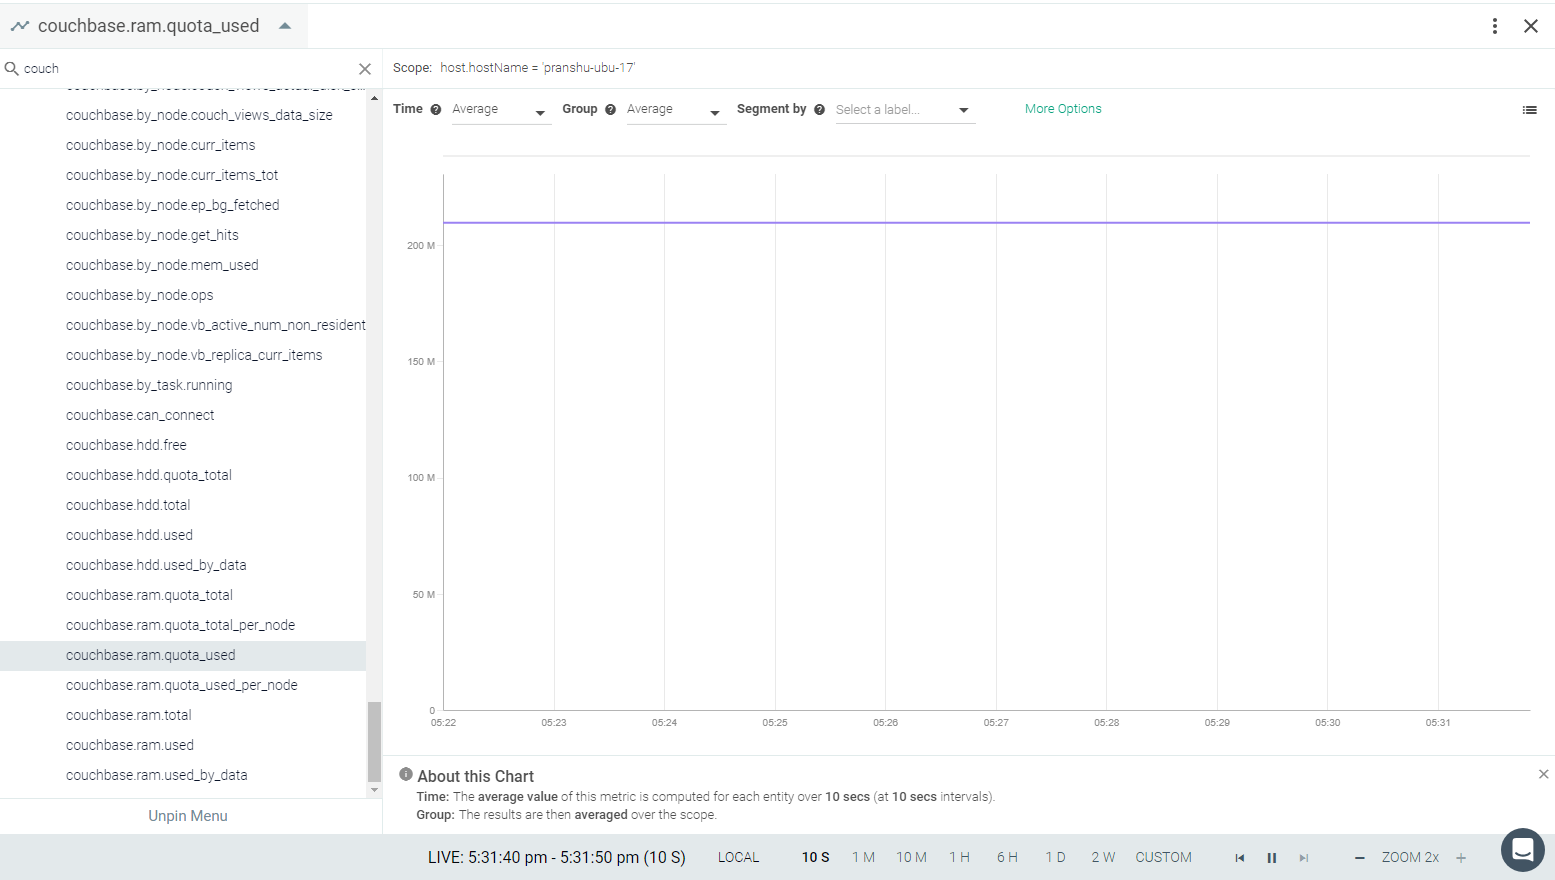 couchbase.ram.quota_used
couch
couchbase.by_node.couch_views_data_size
couchbase.by_node.curr_items
couchbase.by_node.curr_items_tot
couchbase.by_node.ep_bg_fetched
couchbase.by_node.get_hits
couchbase.by_node.mem_used
couchbase.by_node.ops
couchbase.by_node.vb_active_num_non_resident
couchbase.by_node.vb_replica_curr_items
couchbase.by_task.running
couchbase.can_connect
couchbase.hdd.free
couchbase.hdd.quota_total
couchbase.hdd.total
couchbase.hdd.used
couchbase.hdd.used_by_data
couchbase.ram.quota_total
couchbase.ram.quota_total_per_node
couchbase.ram.quota_used
couchbase.ram.quota_used_per_node
couchbase.ram.total
couchbase.ram.used
couchbase.ram.used_by_data
Unpin Menu
Scope: host.hostName = 'pranshu-ubu-17'
Time ? Average Group ? Average Segment by ? Select a label... More Options
200 M
150 M
100 M
50 M
0
05:22 05:23 05:24 05:25 05:26 05:27 05:28 05:29 05:30 05:31
About this Chart
Time: The average value of this metric is computed for each entity over 10 secs (at 10 secs intervals).
Group: The results are then averaged over the scope.
LIVE: 5:31:40 pm - 5:31:50 pm (10 S) LOCAL 10 S 1 M 10 M 1 H 6 H 1 D 2 W CUSTOM ZOOM 2x